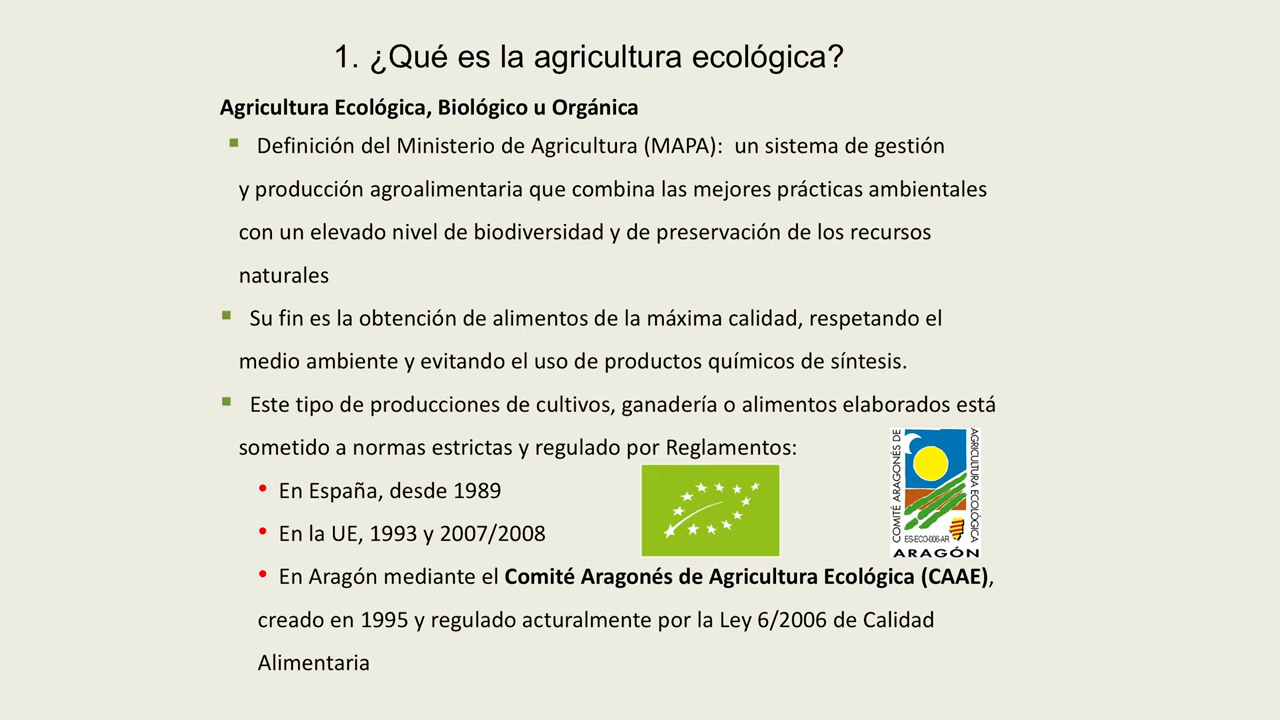 1. ¿Qué es la agricultura ecológica?
Agricultura Ecológica, Biológico u Orgánica
Definición del Ministerio de Agricultura (MAPA): un sistema de gestión
y producción agroalimentaria que combina las mejores prácticas ambientales
con un elevado nivel de biodiversidad y de preservación de los recursos
naturales
Su fin es la obtención de alimentos de la máxima calidad, respetando el
medio ambiente y evitando el uso de productos químicos de síntesis.
Este tipo de producciones de cultivos, ganadería o alimentos elaborados está
sometido a normas estrictas y regulado por Reglamentos:
En España, desde 1989
En la UE, 1993 y 2007/2008
En Aragón mediante el Comité Aragonés de Agricultura Ecológica (CAAE),
creado en 1995 y regulado acturalmente por la Ley 6/2006 de Calidad
Alimentaria
COMITÉ ARAGONÉS DE
AGRICULTURA ECOLÓGICA
ES-ECO-006-AR
ARAGÓN